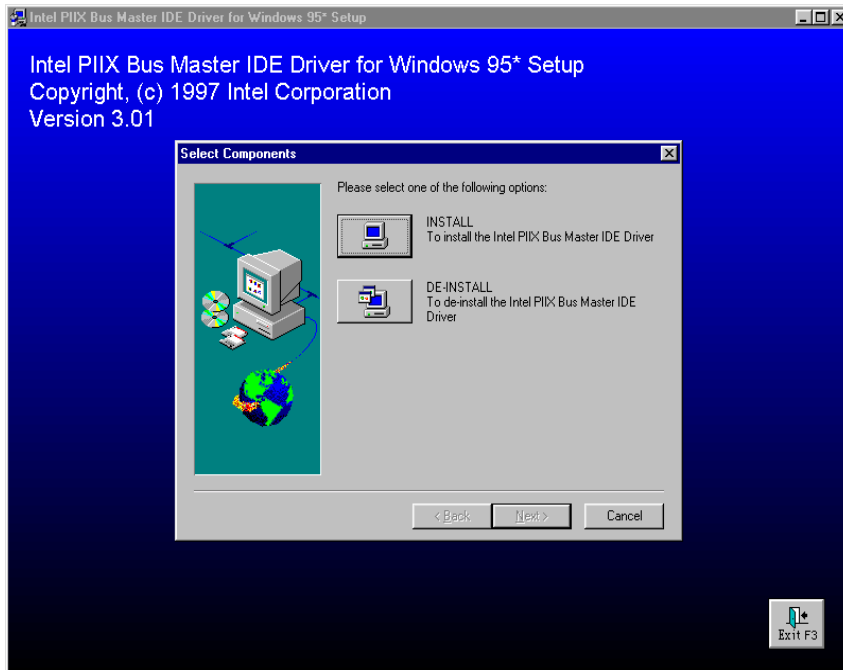 Intel PIIX Bus Master IDE Driver for Windows 95* Setup
Intel PIIX Bus Master IDE Driver for Windows 95* Setup
Copyright, (c) 1997 Intel Corporation
Version 3.01
Select Components
Please select one of the following options:
INSTALL
To install the Intel PIIX Bus Master IDE Driver
DE-INSTALL
To de-install the Intel PIIX Bus Master IDE
Driver
< Back
Next >
Cancel
Exit F3